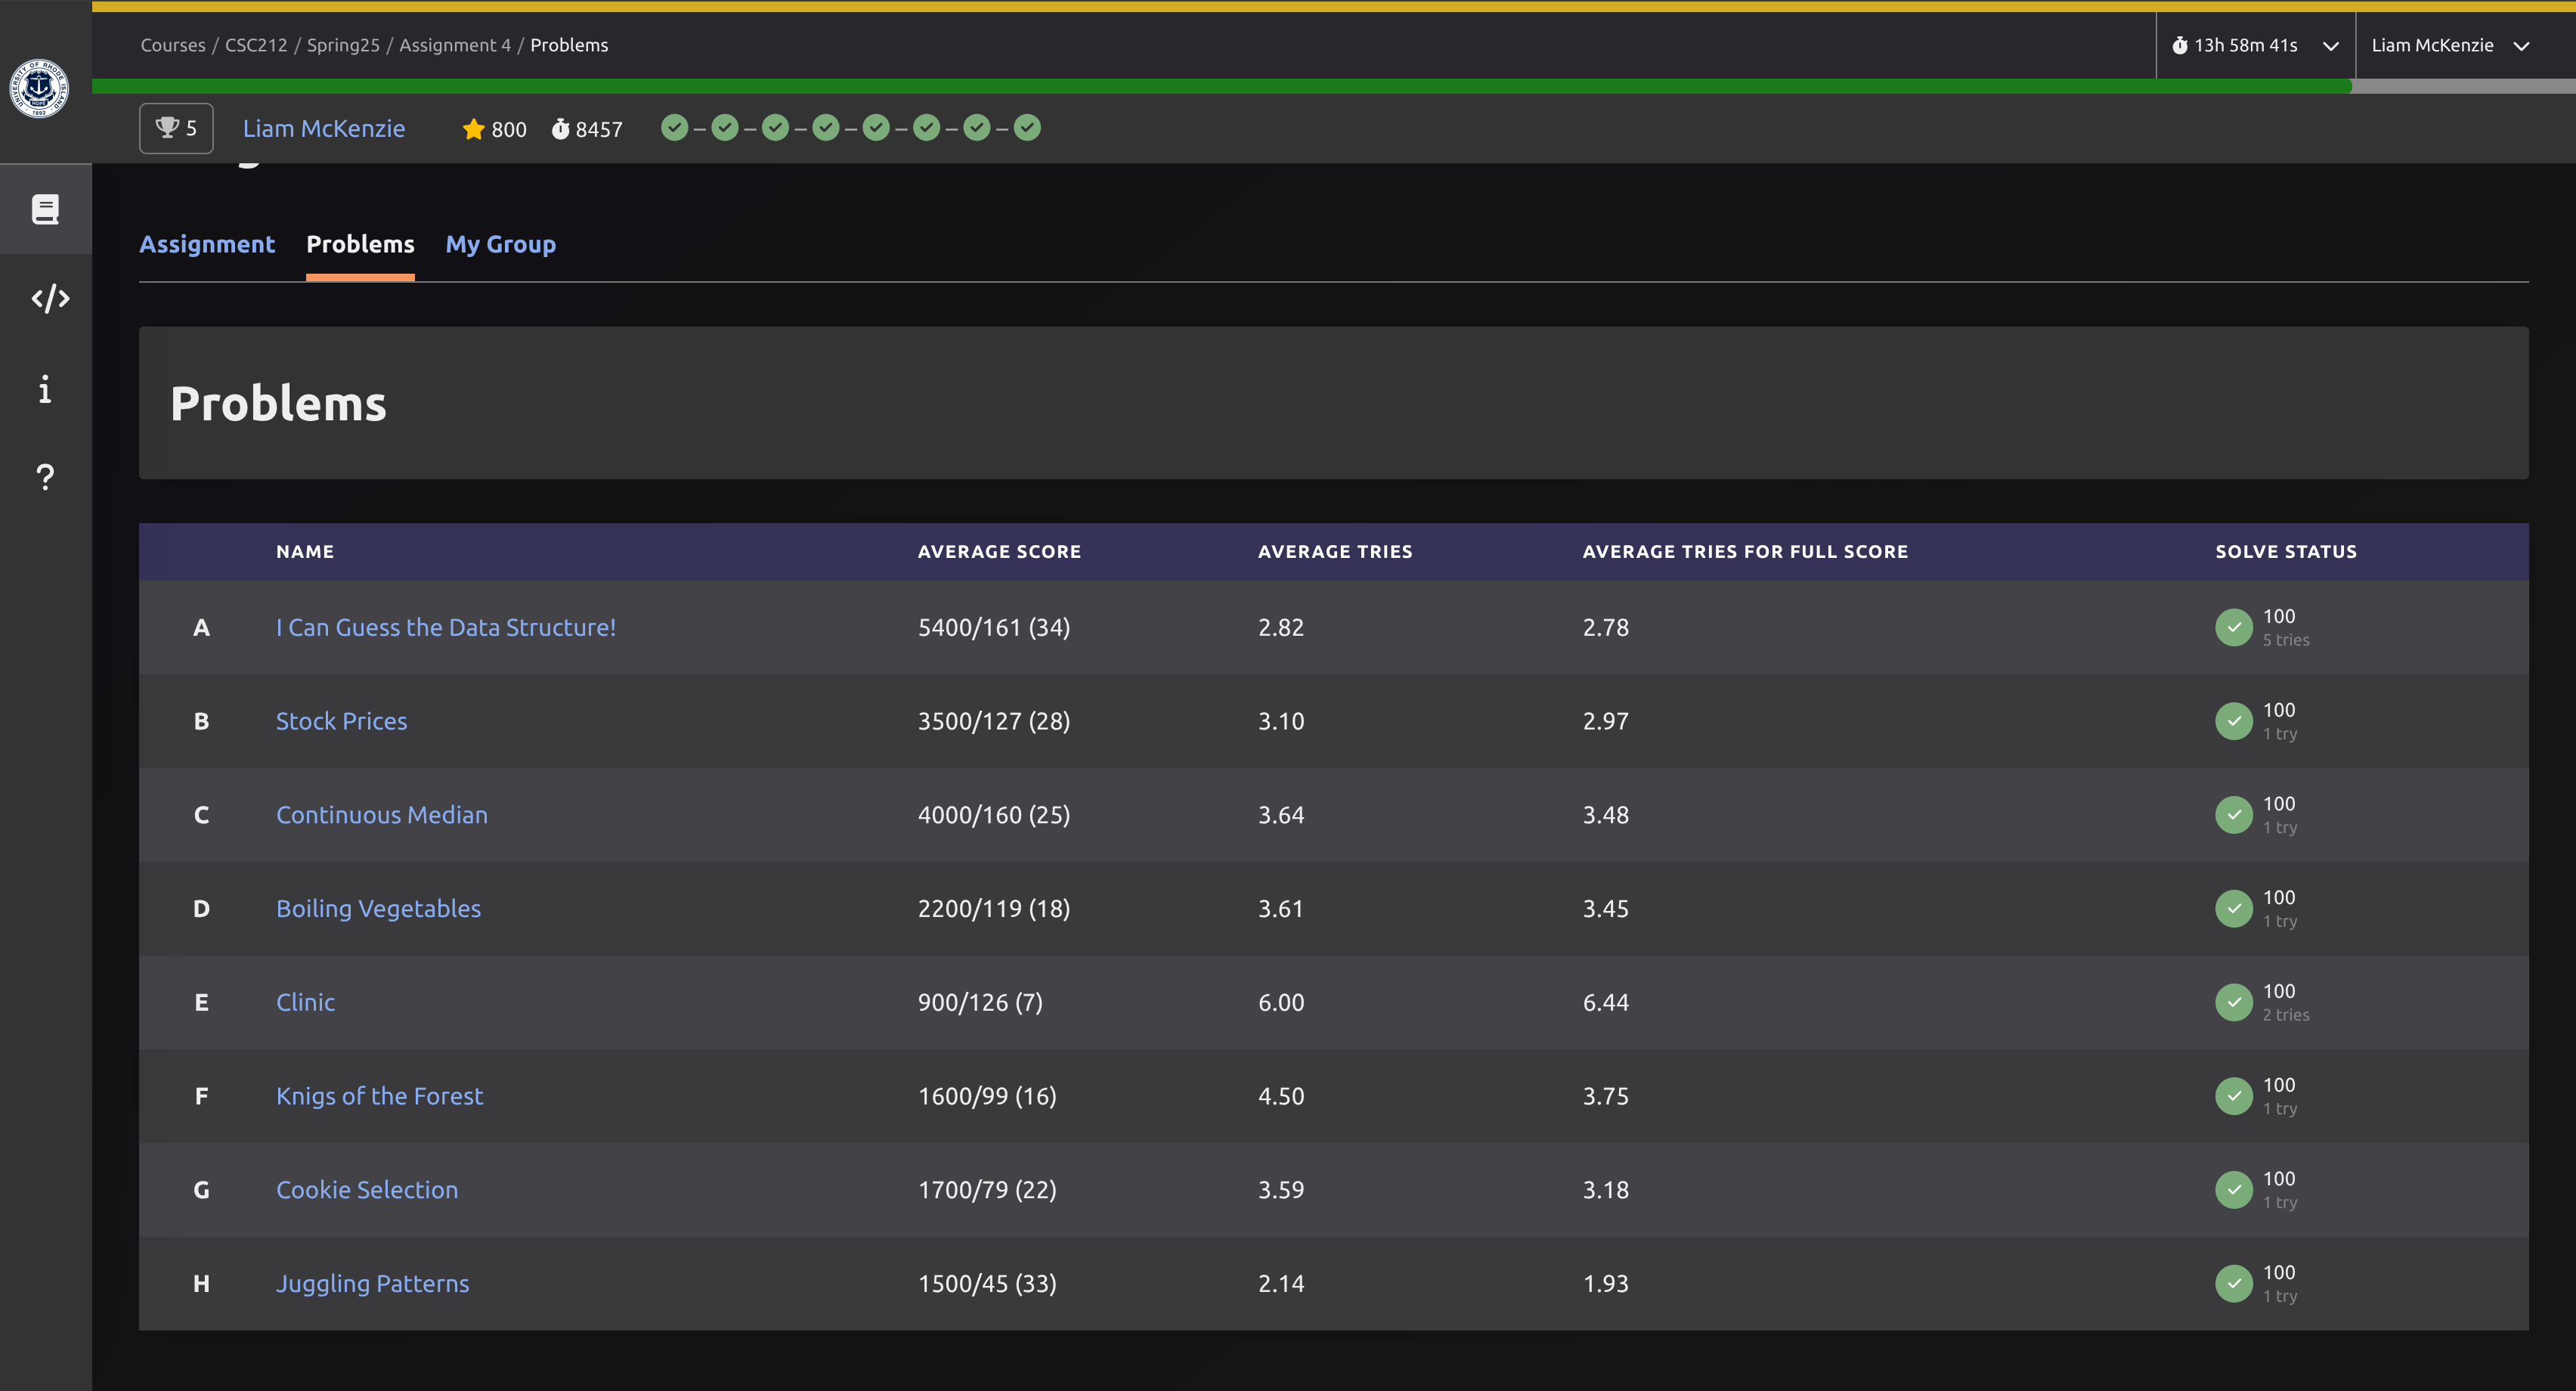 Courses / CSC212 / Spring25 / Assignment 4 / Problems
13h 58m 41s
Liam McKenzie
UNIVERSITY OF RHODE ISLAND
HOPE
1892
5 Liam McKenzie 800 8457
Assignment Problems My Group
Problems
NAME AVERAGE SCORE AVERAGE TRIES AVERAGE TRIES FOR FULL SCORE SOLVE STATUS
A I Can Guess the Data Structure! 5400/161 (34) 2.82 2.78 100
5 tries
B Stock Prices 3500/127 (28) 3.10 2.97 100
1 try
C Continuous Median 4000/160 (25) 3.64 3.48 100
1 try
D Boiling Vegetables 2200/119 (18) 3.61 3.45 100
1 try
E Clinic 900/126 (7) 6.00 6.44 100
2 tries
F Knigs of the Forest 1600/99 (16) 4.50 3.75 100
1 try
G Cookie Selection 1700/79 (22) 3.59 3.18 100
1 try
H Juggling Patterns 1500/45 (33) 2.14 1.93 100
1 try